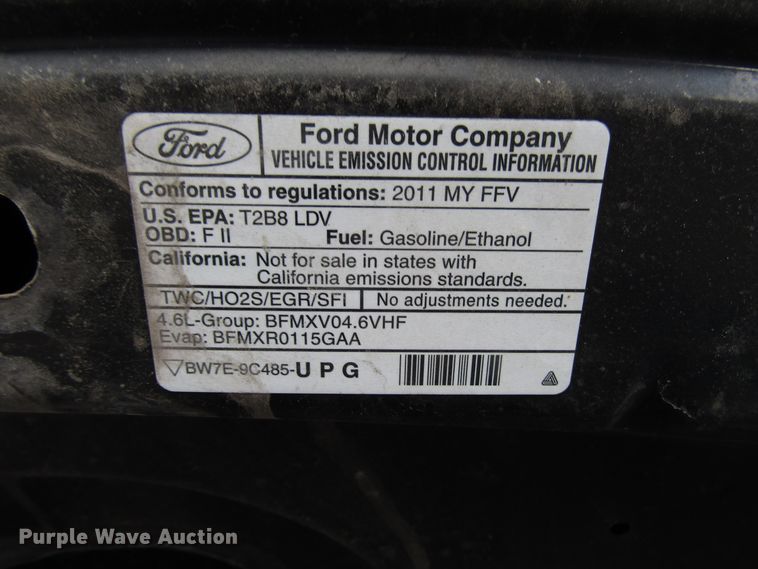 Ford
Ford Motor Company
VEHICLE EMISSION CONTROL INFORMATION
Conforms to regulations: 2011 MY FFV
U.S. EPA: T2B8 LDV
OBD: F II Fuel: Gasoline/Ethanol
California: Not for sale in states with
California emissions standards.
TWC/HO2S/EGR/SFI No adjustments needed.
4.6L-Group: BFMXV04.6VHF
Evap: BFMXR0115GAA
BW7E-9C485-U P G
Purple Wave Auction